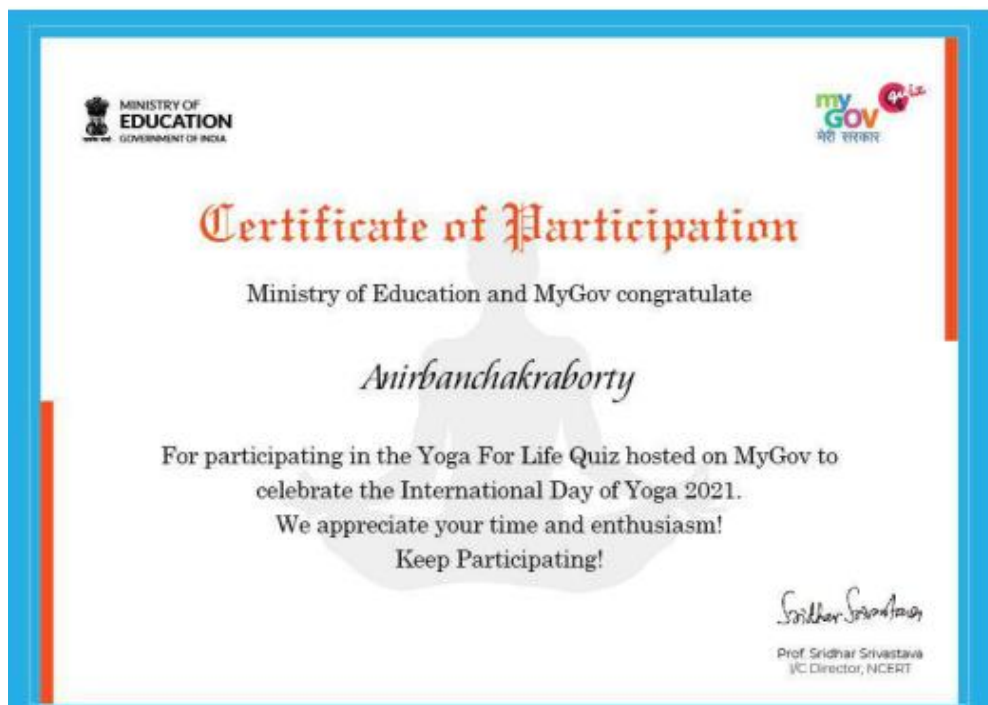 MINISTRY OF
EDUCATION
GOVERNMENT OF INDIA
my quiz
GOV
मेरी सरकार
Certificate of Participation
Ministry of Education and MyGov congratulate
Anirbanchakraborty
For participating in the Yoga For Life Quiz hosted on MyGov to
celebrate the International Day of Yoga 2021.
We appreciate your time and enthusiasm!
Keep Participating!
Sridhar Srivastava
Prof. Sridhar Srivastava
I/C Director, NCERT